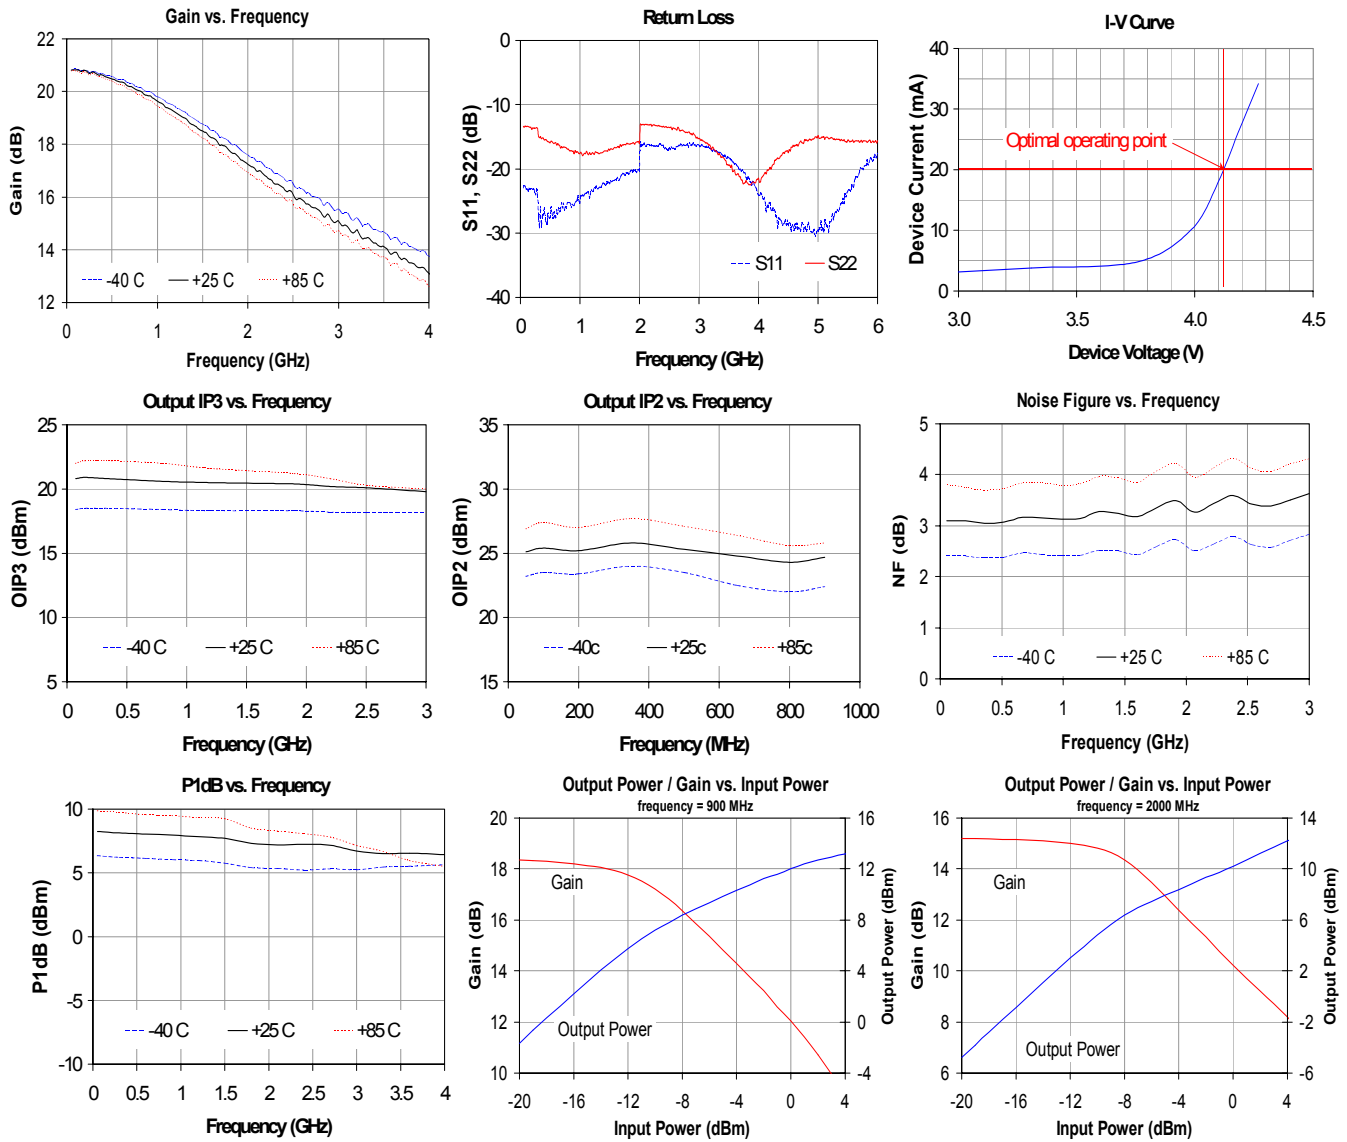 Gain vs. Frequency
22
20
18
16
14
12
Gain (dB)
-40 C
+25 C
+85 C
0 1 2 3 4
Frequency (GHz)
Return Loss
0
-10
-20
-30
-40
S11, S22 (dB)
S11
S22
0 1 2 3 4 5 6
Frequency (GHz)
I-V Curve
40
30
20
10
0
Device Current (mA)
Optimal operating point
3.0 3.5 4.0 4.5
Device Voltage (V)
Output IP3 vs. Frequency
25
20
15
10
5
OIP3 (dBm)
-40 C
+25 C
+85 C
0 0.5 1 1.5 2 2.5 3
Frequency (GHz)
Output IP2 vs. Frequency
35
30
25
20
15
OIP2 (dBm)
-40c
+25c
+85c
0 200 400 600 800 1000
Frequency (MHz)
Noise Figure vs. Frequency
5
4
3
2
1
0
NF (dB)
-40 C
+25 C
+85 C
0 0.5 1 1.5 2 2.5 3
Frequency (GHz)
P1dB vs. Frequency
10
5
0
-5
-10
P1dB (dBm)
-40 C
+25 C
+85 C
0 0.5 1 1.5 2 2.5 3 3.5 4
Frequency (GHz)
Output Power / Gain vs. Input Power
frequency = 900 MHz
20
18
16
14
12
10
Gain (dB)
Gain
Output Power
16
12
8
4
0
-4
Output Power (dBm)
-20 -16 -12 -8 -4 0 4
Input Power (dBm)
Output Power / Gain vs. Input Power
frequency = 2000 MHz
16
14
12
10
8
6
Gain (dB)
Gain
Output Power
14
10
6
2
-2
-6
Output Power (dBm)
-20 -16 -12 -8 -4 0 4
Input Power (dBm)